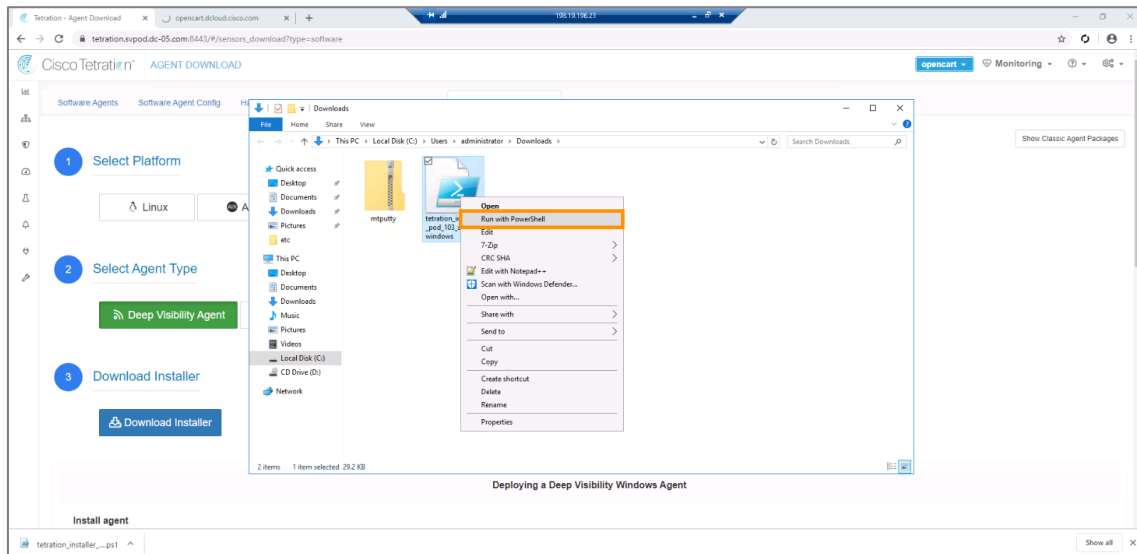 Tetration - Agent Download
opencart.dcloud.cisco.com
198.19.196.23
tetration.svpod.dc-05.com:8443/#/sensors_download?type=software
Cisco Tetration
AGENT DOWNLOAD
opencart
Monitoring
Software Agents
Software Agent Config
Show Classic Agent Packages
1
Select Platform
Linux
2
Select Agent Type
Deep Visibility Agent
3
Download Installer
Download Installer
Downloads
File
Home
Share
View
This PC > Local Disk (C:) > Users > administrator > Downloads >
Search Downloads
Quick access
Desktop
Documents
Downloads
Pictures
etc
This PC
Desktop
Documents
Downloads
Music
Pictures
Videos
Local Disk (C:)
CD Drive (D:)
Network
mtputty
windows
Open
Run with PowerShell
Edit
7-Zip
CRC SHA
Edit with Notepad++
Scan with Windows Defender...
Open with...
Share with
Send to
Cut
Copy
Create shortcut
Delete
Rename
Properties
2 items
1 item selected 29.2 KB
Deploying a Deep Visibility Windows Agent
Install agent
tetration_installer_....ps1
Show all